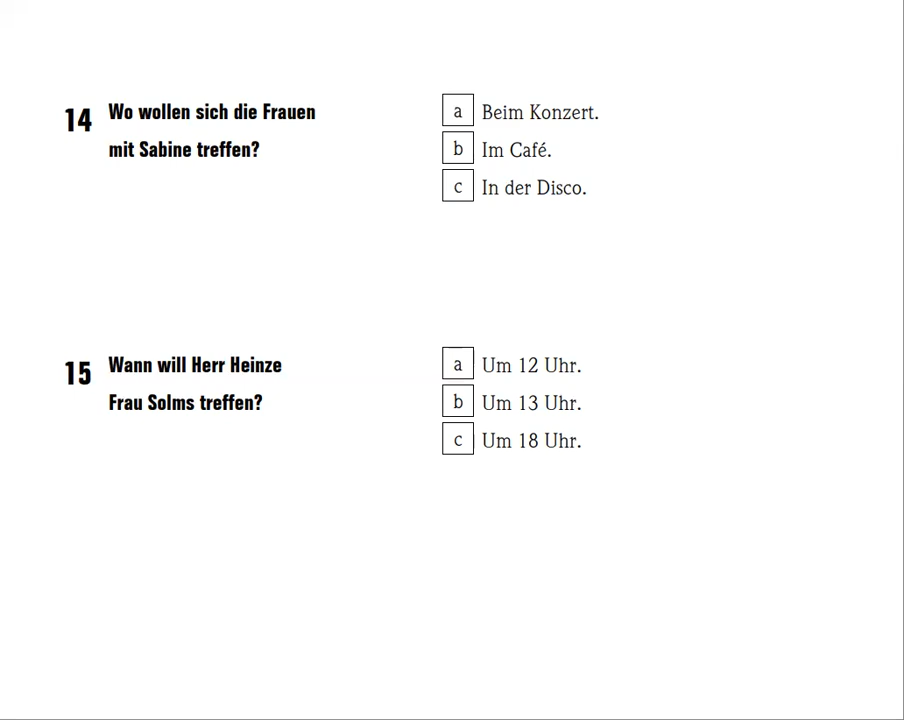 14 Wo wollen sich die Frauen
mit Sabine treffen?
a Beim Konzert.
b Im Café.
c In der Disco.
15 Wann will Herr Heinze
Frau Solms treffen?
a Um 12 Uhr.
b Um 13 Uhr.
c Um 18 Uhr.